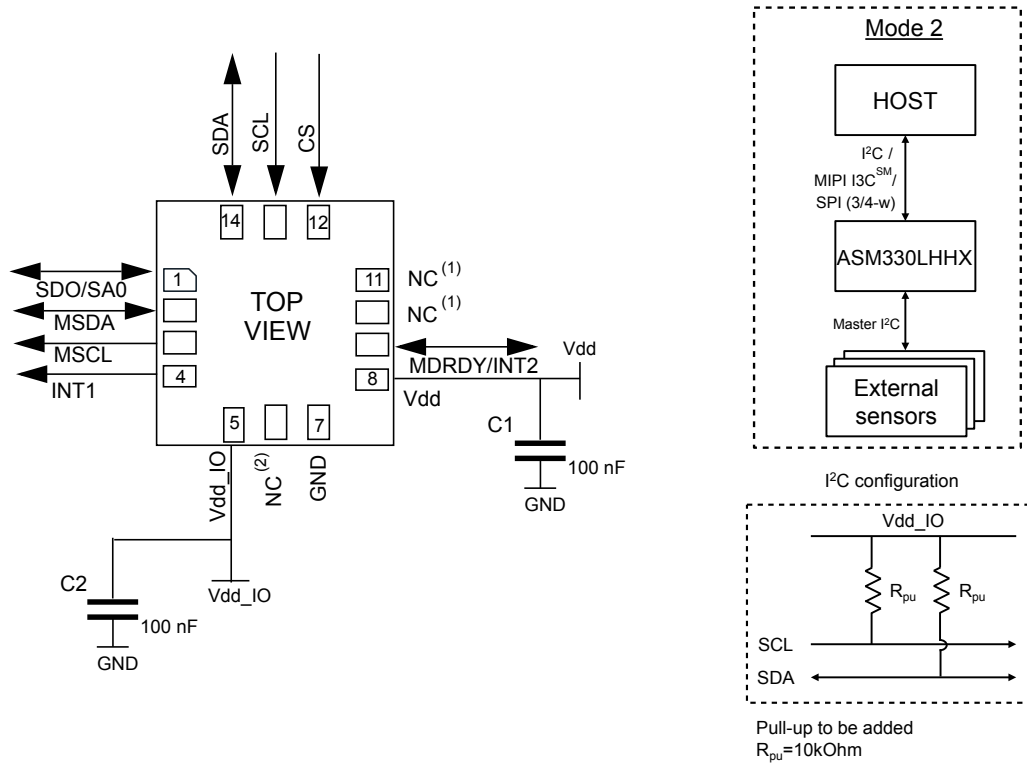 SDA
SCL
CS
14
12
SDO/SA0
MSDA
MSCL
INT1
1
4
TOP
VIEW
11
8
NC(1)
NC(1)
MDRDY/INT2
Vdd
Vdd
5
7
Vdd_IO
NC(2)
GND
C1
100 nF
GND
C2
100 nF
GND
Vdd_IO
Mode 2
HOST
I²C /
MIPI I3CSM/
SPI (3/4-w)
ASM330LHHX
Master I²C
External
sensors
I²C configuration
Vdd_IO
Rpu
Rpu
SCL
SDA
Pull-up to be added
Rpu=10kOhm